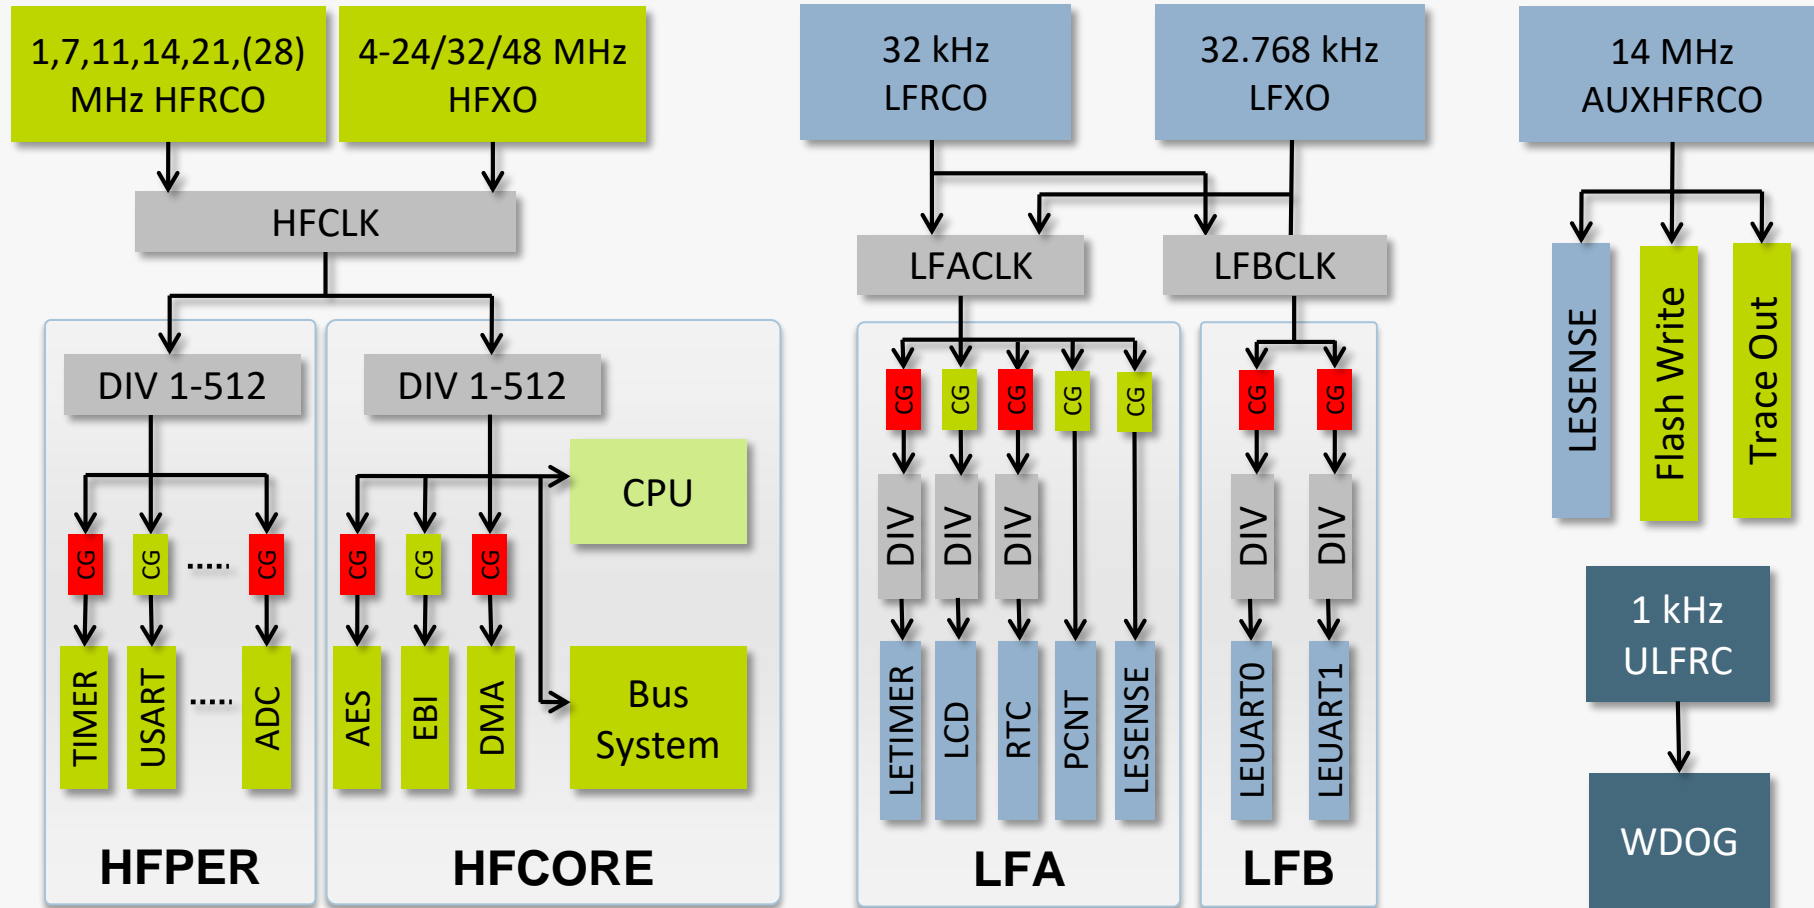 1,7,11,14,21,(28)
MHz HFRCO
4-24/32/48 MHz
HFXO
32 kHz
LFRCO
32.768 kHz
LFXO
14 MHz
AUXHFRCO
HFCLK
LFACLK
LFBCLK
DIV 1-512
DIV 1-512
CPU
CG
CG
.....
CG
CG
CG
CG
CG
CG
CG
CG
CG
CG
CG
DIV
DIV
DIV
DIV
DIV
LESENSE
Flash Write
Trace Out
TIMER
USART
.....
ADC
AES
EBI
DMA
Bus
System
LETIMER
LCD
RTC
PCNT
LESENSE
LEUART0
LEUART1
1 kHz
ULFRC
WDOG
HFPER
HFCORE
LFA
LFB